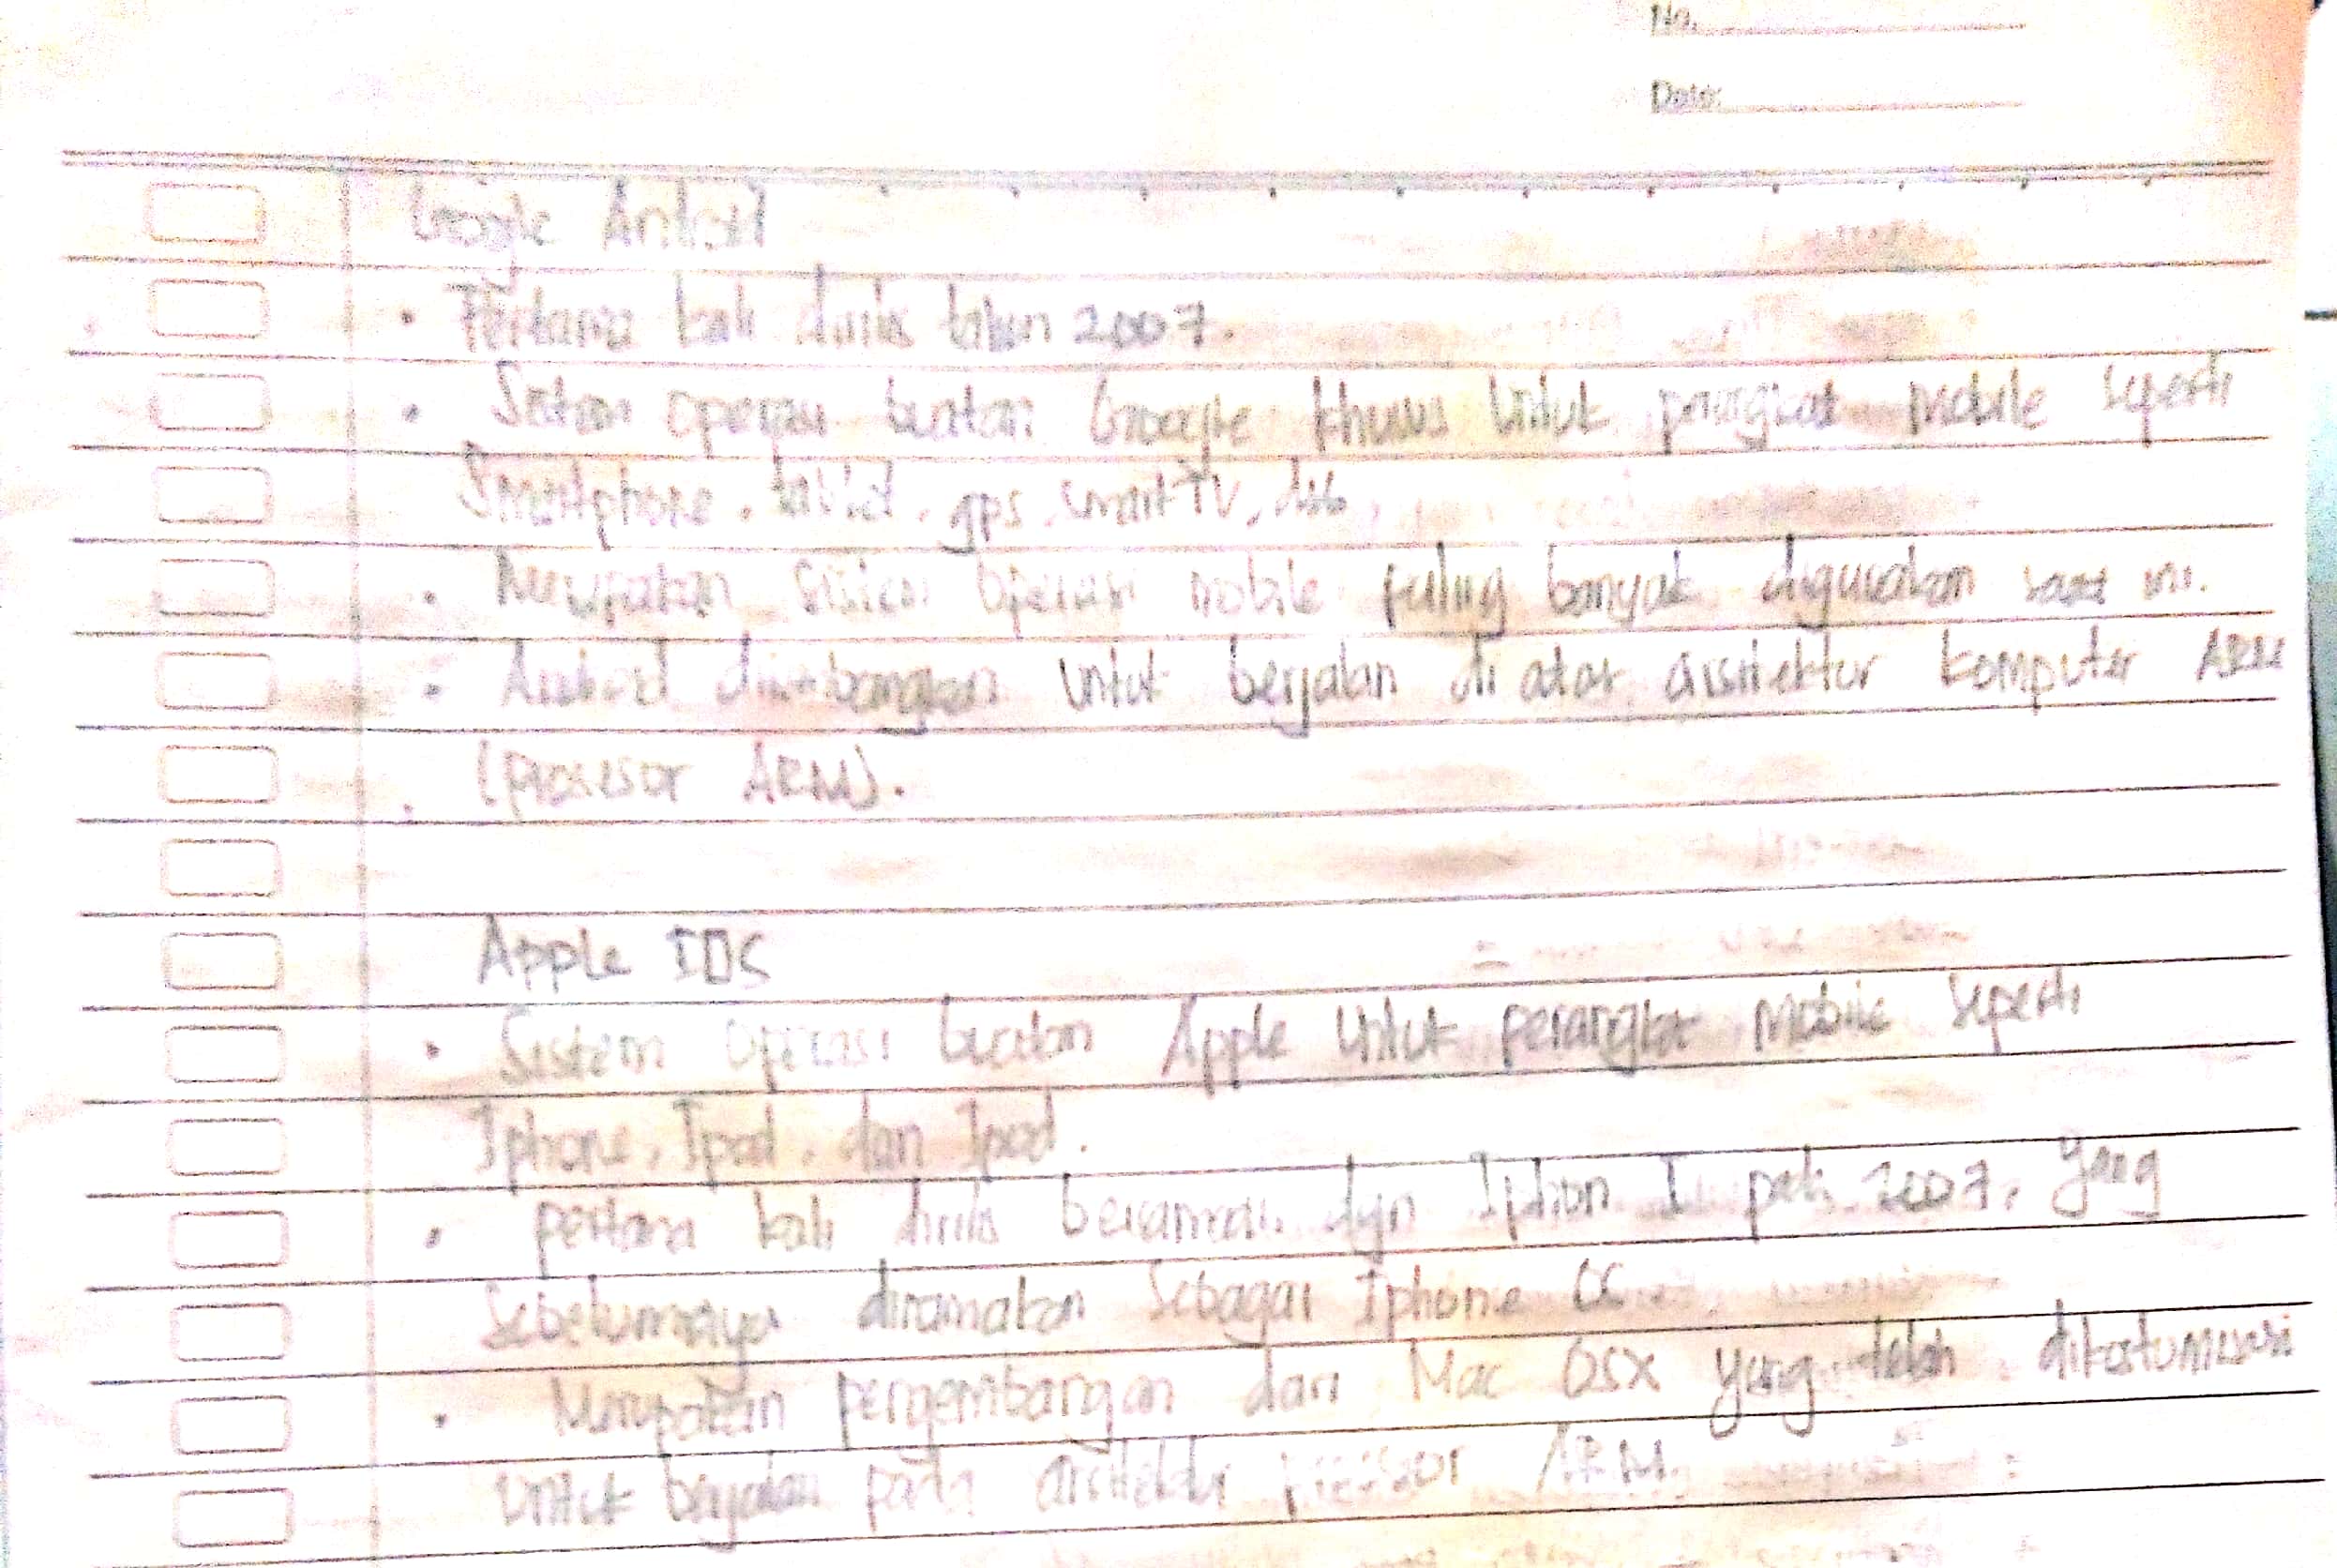 No.
Date:
Google Android
• Pertama kali dirilis tahun 2007.
• Sistem operasi buatan Google khusus Untuk perangkat mobile seperti
Smartphone, tablet, gps, smart TV, dsb.
• Merupakan sistem operasi mobile paling banyak digunakan saat ini.
• Android dikembangkan Untuk berjalan di atas arsitektur komputer ARM
(prosesor ARM).
Apple IOS
• Sistem operasi buatan Apple Untuk perangkat Mobile seperti
Iphone, Ipad, dan Ipod.
• pertama kali dirilis bersamaan dgn Iphon I pada 2007, yang
Sebelumnya dinamakan Sebagai Iphone OS.
• Merupakan pengembangan dari Mac OSX yang telah dikostumisasi
Untuk berjalan pada arsitektur prosesor ARM